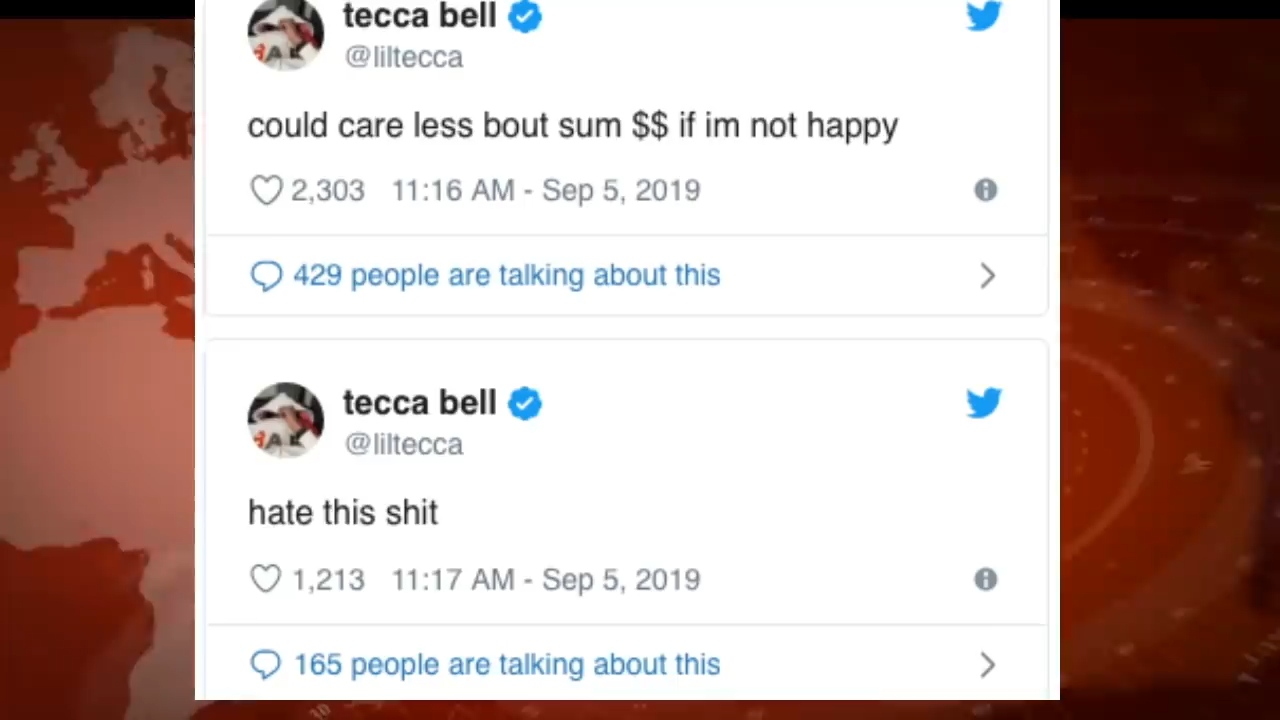 tecca bell
@liltecca
could care less bout sum $$ if im not happy
2,303 11:16 AM - Sep 5, 2019
429 people are talking about this
tecca bell
@liltecca
hate this shit
1,213 11:17 AM - Sep 5, 2019
165 people are talking about this
10